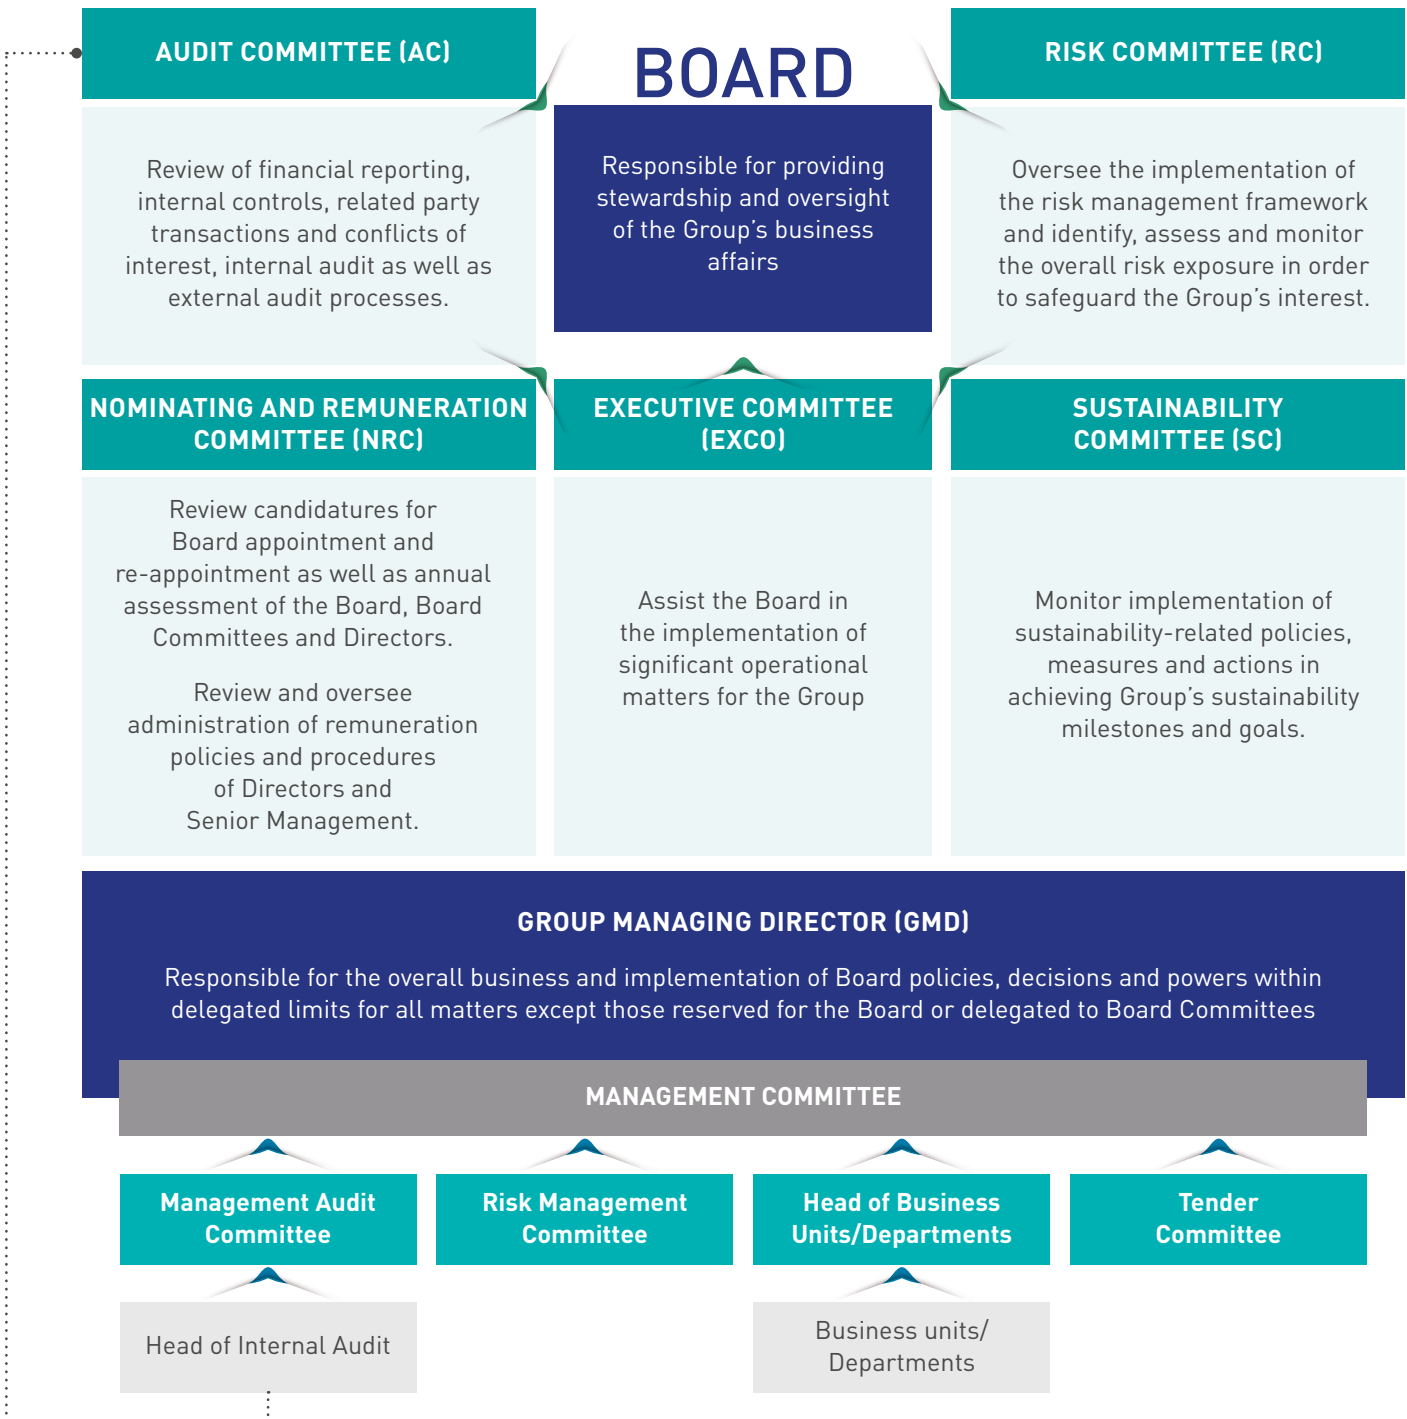 AUDIT COMMITTEE (AC)
Review of financial reporting,
internal controls, related party
transactions and conflicts of
interest, internal audit as well as
external audit processes.
BOARD
Responsible for providing
stewardship and oversight
of the Group's business
affairs
RISK COMMITTEE (RC)
Oversee the implementation of
the risk management framework
and identify, assess and monitor
the overall risk exposure in order
to safeguard the Group's interest.
NOMINATING AND REMUNERATION
COMMITTEE (NRC)
Review candidatures for
Board appointment and
re-appointment as well as annual
assessment of the Board, Board
Committees and Directors.
Review and oversee
administration of remuneration
policies and procedures
of Directors and
Senior Management.
EXECUTIVE COMMITTEE
(EXCO)
Assist the Board in
the implementation of
significant operational
matters for the Group
SUSTAINABILITY
COMMITTEE (SC)
Monitor implementation of
sustainability-related policies,
measures and actions in
achieving Group's sustainability
milestones and goals.
GROUP MANAGING DIRECTOR (GMD)
Responsible for the overall business and implementation of Board policies, decisions and powers within
delegated limits for all matters except those reserved for the Board or delegated to Board Committees
MANAGEMENT COMMITTEE
Management Audit
Committee
Risk Management
Committee
Head of Business
Units/Departments
Tender
Committee
Head of Internal Audit
Business units/
Departments